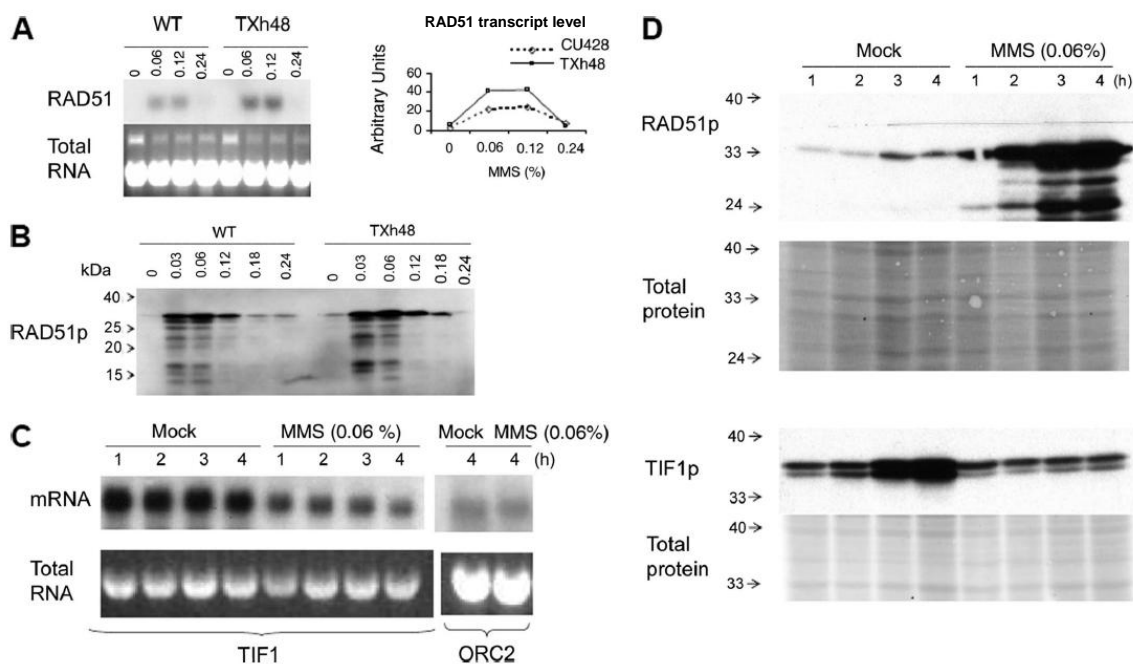 A
WT TXh48
0 0.06 0.12 0.24 0 0.06 0.12 0.24
RAD51
Total
RNA
RAD51 transcript level
CU428
TXh48
Arbitrary Units
60
40
20
0
0 0.06 0.12 0.24
MMS (%)
B
WT TXh48
kDa
0 0.03 0.06 0.12 0.18 0.24 0 0.03 0.06 0.12 0.18 0.24
40
25
20
15
RAD51p
C
Mock MMS (0.06 %) Mock MMS (0.06%)
1 2 3 4 1 2 3 4 (h) 4 4
mRNA
Total
RNA
TIF1 ORC2
D
Mock MMS (0.06%)
1 2 3 4 1 2 3 4 (h)
40
RAD51p
33
24
40
Total
protein
33
24
40
TIF1p
33
40
Total
protein
33